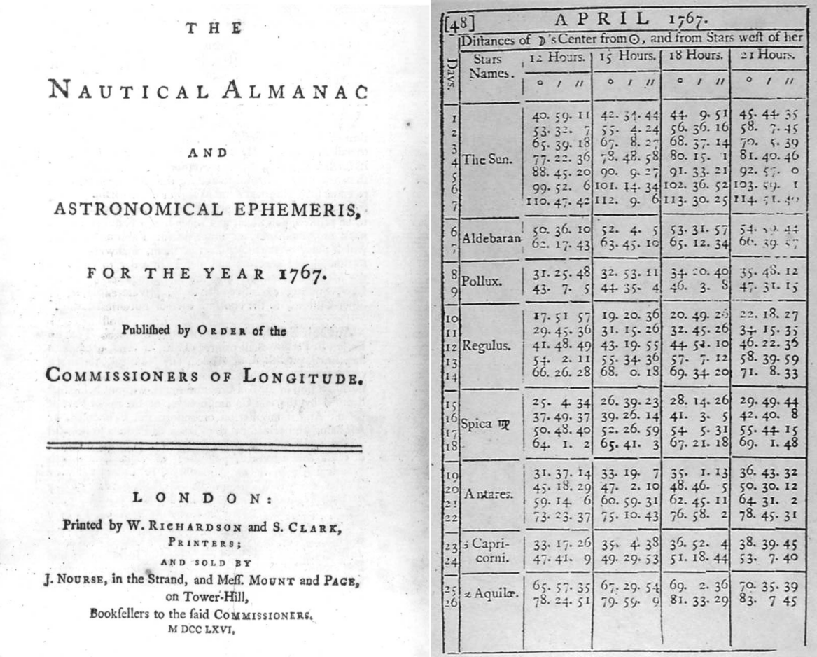 THE
NAUTICAL ALMANAC
AND
ASTRONOMICAL EPHEMERIS,
FOR THE YEAR 1767.
Publiſhed by ORDER of the
COMMISSIONERS OF LONGITUDE.
LONDON:
Printed by W. RICHARDSON and S. CLARK,
PRINTERS;
AND SOLD BY
J. NOURSE, in the Strand, and Meſſ. MOUNT and PAGE,
on Tower-Hill,
Bookſellers to the ſaid COMMISSIONERS.
M DCC LXVI.
[48] APRIL 1767.
Diſtances of ☽'s Center from ☉, and from Stars weſt of her
Days. Stars Names. 12 Hours. 15 Hours. 18 Hours. 21 Hours.
° ′ ″ ° ′ ″ ° ′ ″ ° ′ ″
1 40. 59. 11 42. 34. 44 44. 9. 51 45. 44 35
2 53. 32. 7 55. 4. 24 56. 36. 16 58. 7. 45
3 65. 39. 18 67. 8. 27 68. 37. 14 70. 5. 39
4 The Sun. 77. 22. 36 78. 48. 58 80. 15. 1 81. 40. 46
5 88. 45. 20 90. 9. 27 91. 33. 21 92. 57. 0
6 99. 52. 6 101. 14. 34 102. 36. 52 103. 59. 1
7 110. 47. 42 112. 9. 6 113. 30. 25 114.
6 Aldebaran 50. 36. 10 52. 4. 5 53. 31. 57 54.
7 62. 17. 43 63. 45. 10 65. 12. 34 66. 39. 57
8 Pollux. 31. 25. 48 32. 53. 11 34. 20. 40 35. 48. 12
9 43. 7. 5 44 35. 4 46. 3. 8 47. 31. 15
10 17. 51 57 19. 20. 36 20. 49. 26 22. 18. 27
11 29. 45. 36 31. 15. 26 32. 45. 26 34. 15. 35
12 Regulus. 41. 48. 49 43. 19. 55 44 51. 10 46. 22. 36
13 54. 2. 11 55. 34. 36 57. 7. 12 58. 39. 59
14 66. 26. 28 68. 0. 18 69. 34. 20 71. 8. 33
15 25. 4. 34 26. 39. 23 28. 14. 26 29. 49. 44
16 Spica ♍ 37. 49. 37 39. 26. 14 41. 3. 5 42. 40. 8
17 50. 48. 40 52. 26. 59 54. 5. 31 55. 44. 15
18 64. 1. 2 65. 41. 3 67. 21. 18 69. 1. 48
19 31. 37. 14 33. 19. 7 35. 1. 13 36. 43. 32
20 Antares. 45. 18. 29 47. 2. 10 48. 46. 5 50. 30. 12
21 59. 14 6 60. 59. 31 62. 45. 11 64 31. 2
22 73. 23. 37 75. 10. 43 76. 58. 2 78. 45. 31
23 Capri- 33. 17. 26 35. 4. 38 36. 52. 4 38. 39. 45
24 corni. 47. 41. 9 49. 29. 53 51. 18. 44 53. 7. 40
25 α Aquilæ. 65. 57. 35 67. 29. 54 69. 2. 36 70. 35. 39
26 78. 24. 51 79. 59. 9 81. 33. 29 83. 7 45